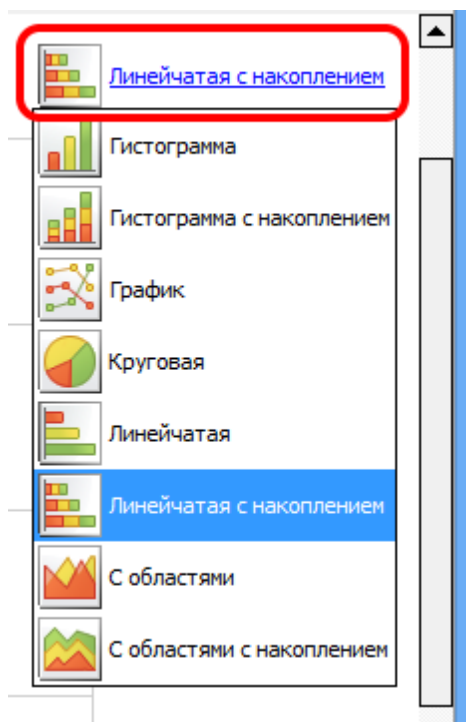 Линейчатая с накоплением
Гистограмма
Гистограмма с накоплением
График
Круговая
Линейчатая
Линейчатая с накоплением
С областями
С областями с накоплением